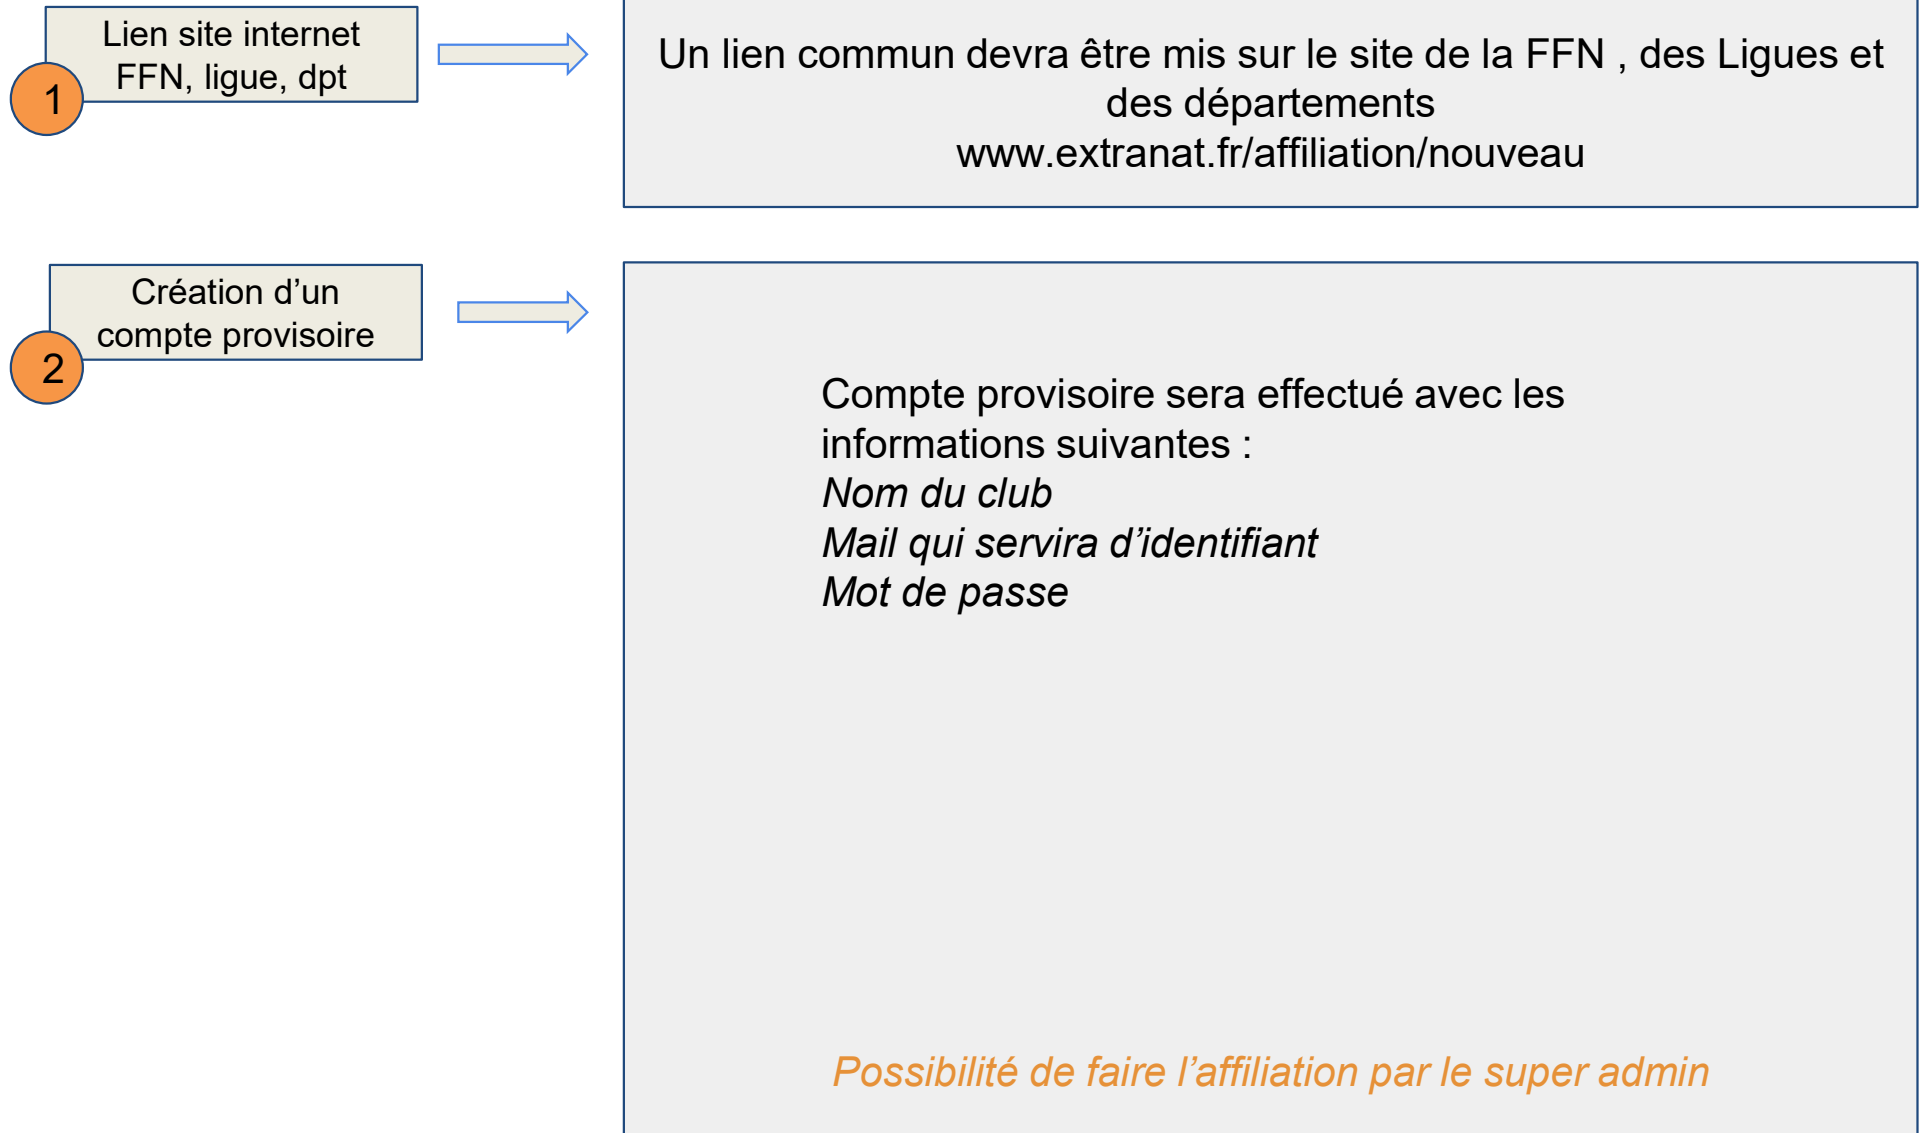 Lien site internet
FFN, ligue, dpt
1
Un lien commun devra être mis sur le site de la FFN , des Ligues et
des départements
www.extranat.fr/affiliation/nouveau
Création d’un
compte provisoire
2
Compte provisoire sera effectué avec les
informations suivantes :
Nom du club
Mail qui servira d’identifiant
Mot de passe
Possibilité de faire l’affiliation par le super admin